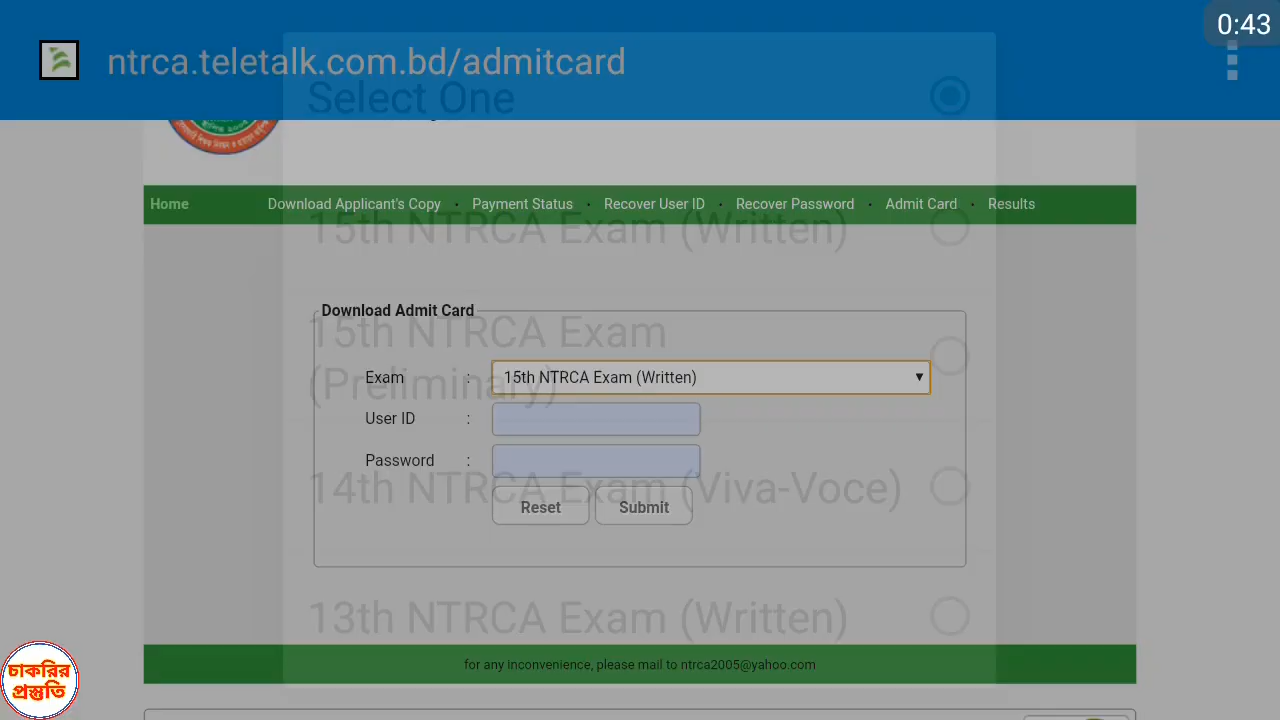 0:43
ntrca.teletalk.com.bd/admitcard
Select One
Home
Download Applicant's Copy · Payment Status · Recover User ID · Recover Password · Admit Card · Results
15th NTRCA Exam (Written)
Download Admit Card
15th NTRCA Exam
(Preliminary)
Exam : 15th NTRCA Exam (Written)
User ID :
Password :
14th NTRCA Exam (Viva-Voce)
Reset Submit
13th NTRCA Exam (Written)
for any inconvenience, please mail to ntrca2005@yahoo.com
চাকরির
প্রস্তুতি